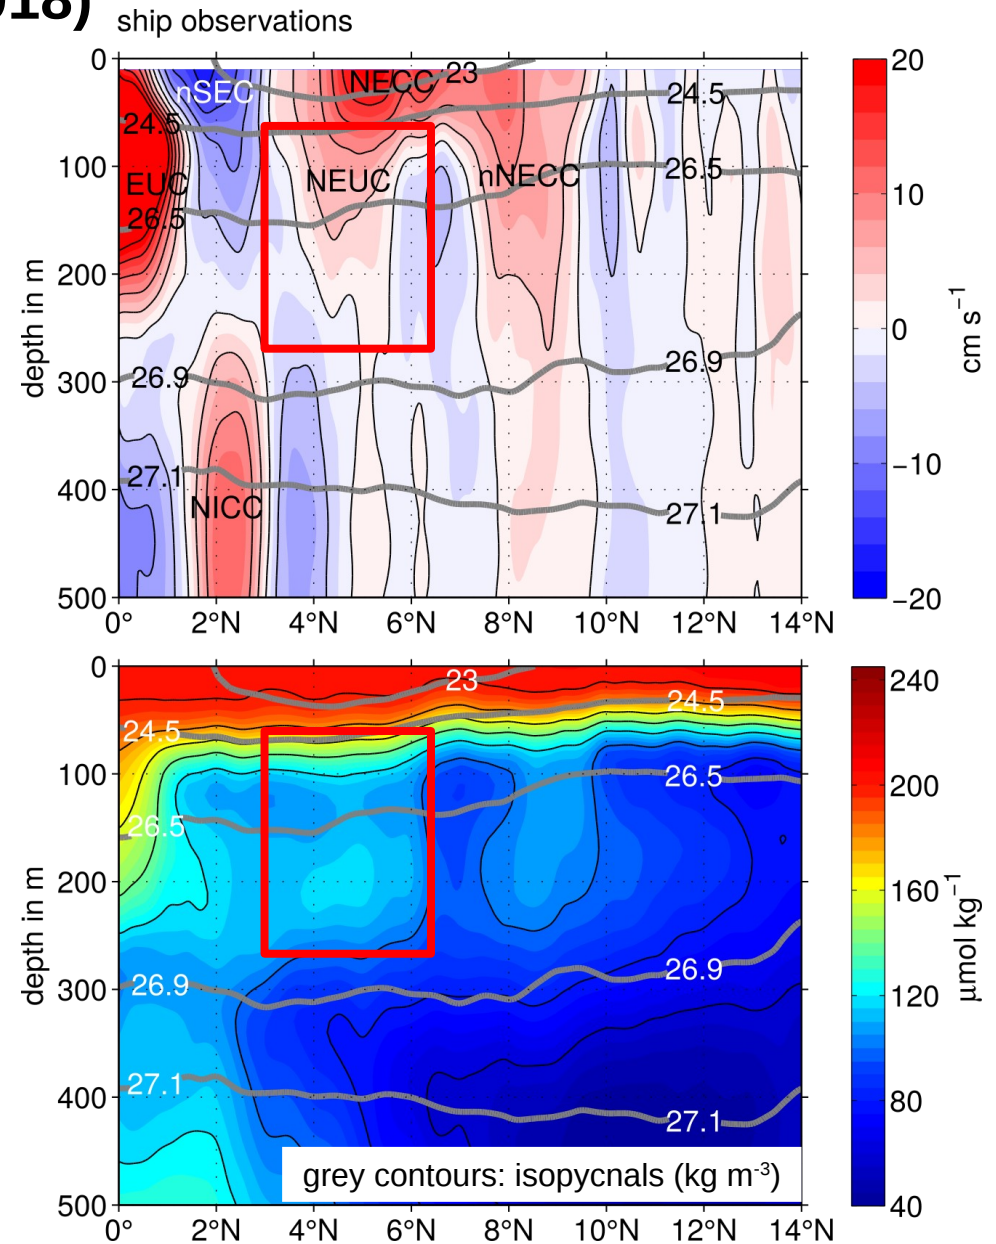 018)
ship observations
0
100
200
300
400
500
depth in m
23
NECC
nSEC
24.5
24.5
EUC
NEUC
nNECC
26.5
26.5
26.9
26.9
27.1
27.1
NICC
0°
2°N
4°N
6°N
8°N
10°N
12°N
14°N
20
10
0
−10
−20
cm s⁻¹
0
100
200
300
400
500
depth in m
23
24.5
24.5
26.5
26.5
26.9
26.9
27.1
27.1
grey contours: isopycnals (kg m⁻³)
0°
2°N
4°N
6°N
8°N
10°N
12°N
14°N
240
200
160
120
80
40
µmol kg⁻¹